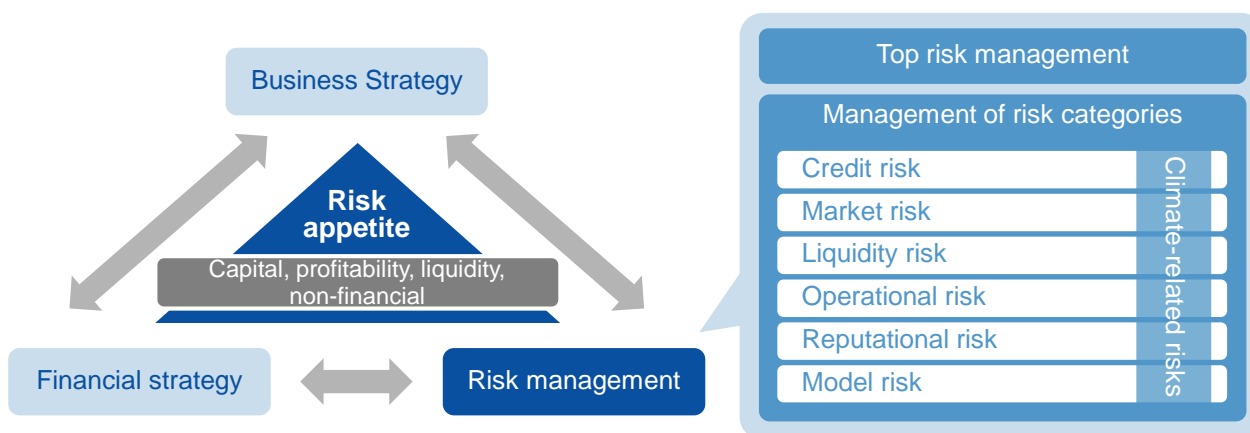 Business Strategy
Risk
appetite
Capital, profitability, liquidity,
non-financial
Financial strategy
Risk management
Top risk management
Management of risk categories
Credit risk
Market risk
Liquidity risk
Operational risk
Reputational risk
Model risk
Climate-related risks